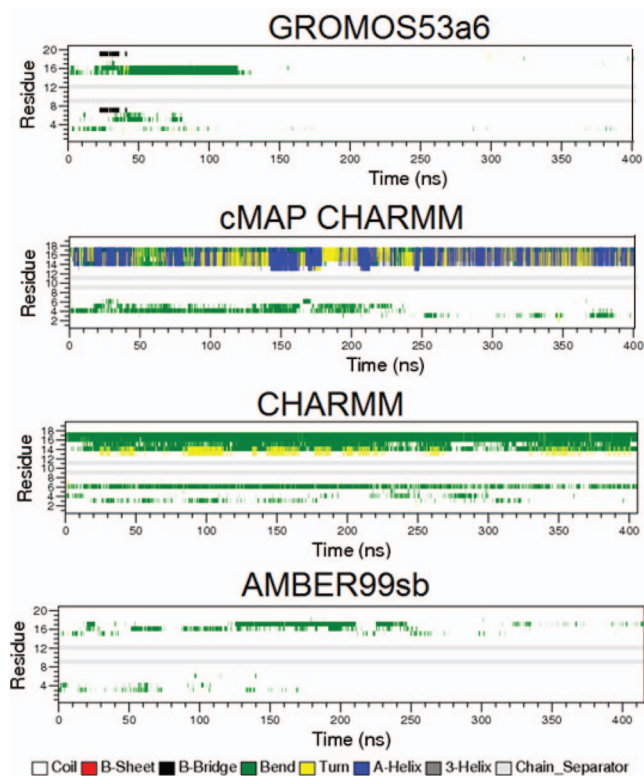 GROMOS53a6
20
16
12
8
4
Residue
0 50 100 150 200 250 300 350 400
Time (ns)
cMAP CHARMM
18
16
14
12
10
8
6
4
2
Residue
0 50 100 150 200 250 300 350 400
Time (ns)
CHARMM
18
16
14
12
10
8
6
4
2
Residue
0 50 100 150 200 250 300 350 400
Time (ns)
AMBER99sb
20
16
12
8
4
Residue
0 50 100 150 200 250 300 350 400
Time (ns)
Coil B-Sheet B-Bridge Bend Turn A-Helix 3-Helix Chain_Separator